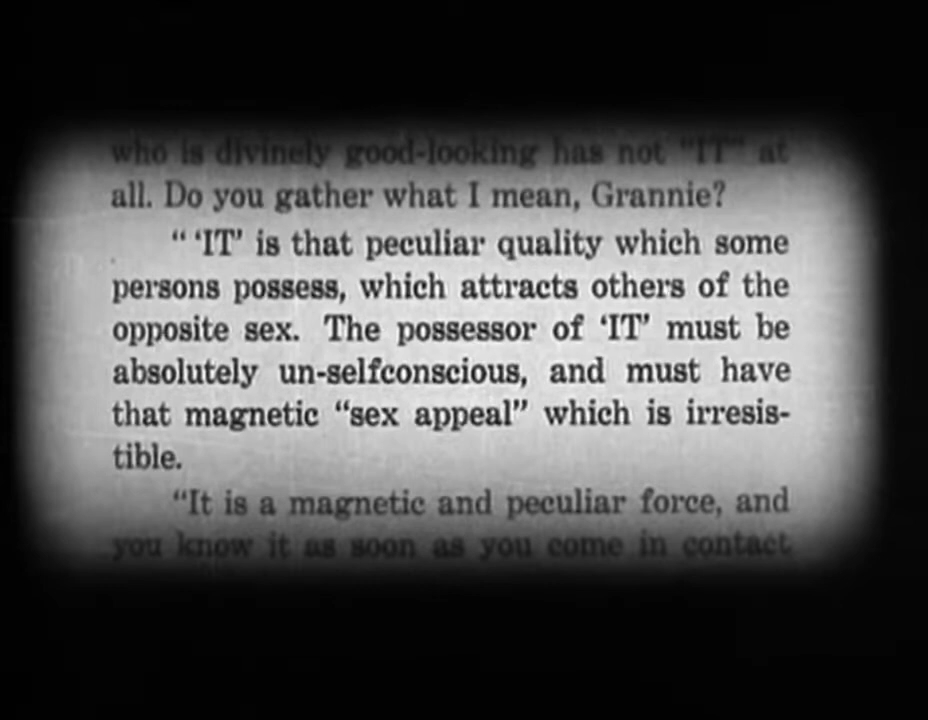 who is divinely good-looking has not "IT" at
all. Do you gather what I mean, Grannie?
" 'IT' is that peculiar quality which some
persons possess, which attracts others of the
opposite sex. The possessor of 'IT' must be
absolutely un-selfconscious, and must have
that magnetic "sex appeal" which is irresis-
tible.
"It is a magnetic and peculiar force, and
you know it as soon as you come in contact